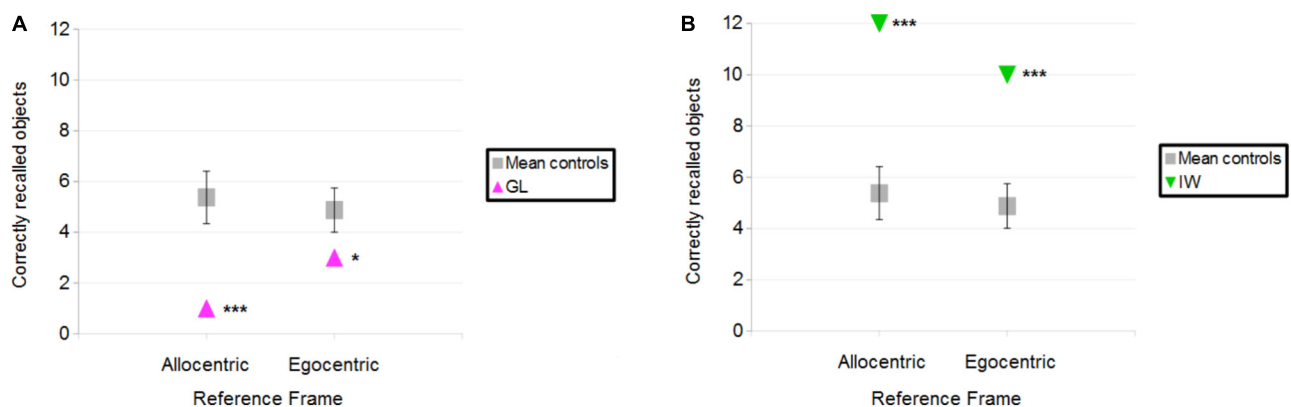 A
12
10
8
6
4
2
0
Correctly recalled objects
Mean controls
GL
***
*
Allocentric Egocentric
Reference Frame
B
12
10
8
6
4
2
0
Correctly recalled objects
***
***
Mean controls
IW
Allocentric Egocentric
Reference Frame